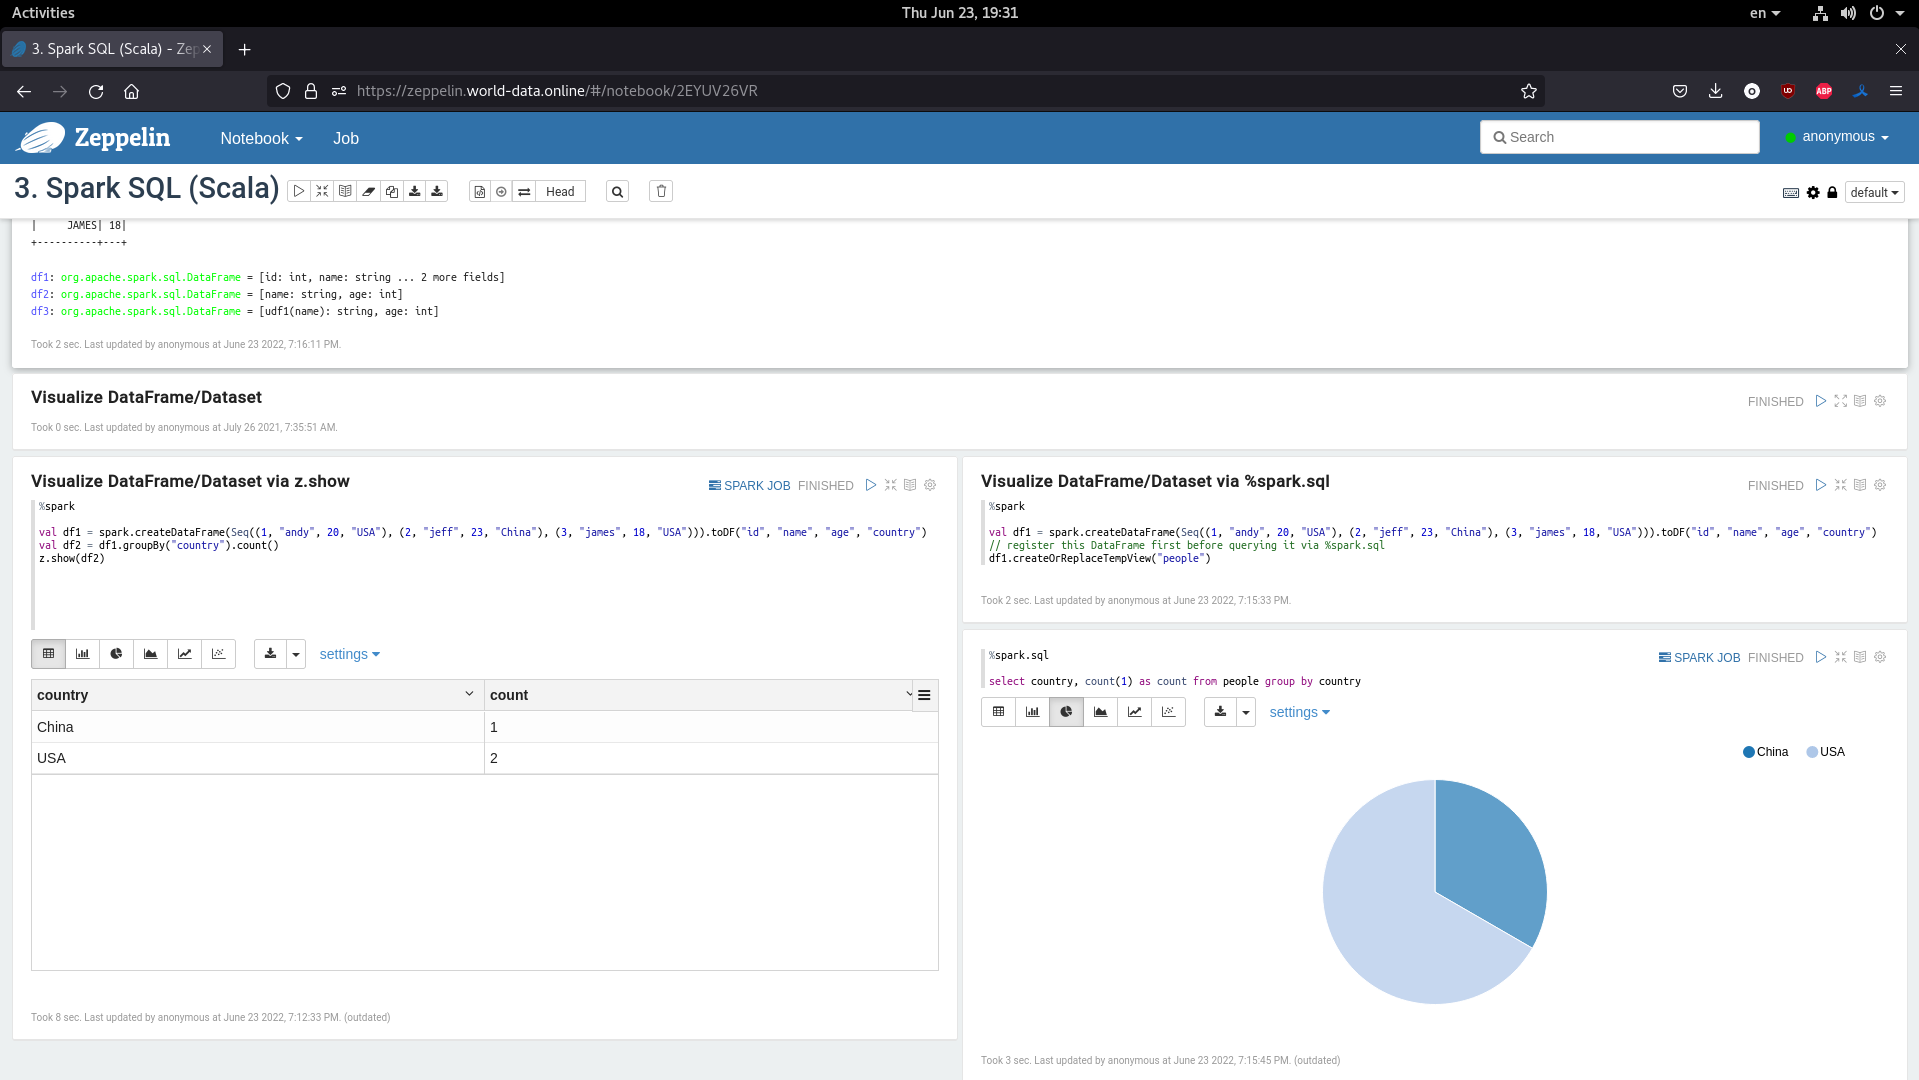 Activities
Thu Jun 23, 19:31
en
3. Spark SQL (Scala) - Zep
https://zeppelin.world-data.online/#/notebook/2EYUV26VR
Zeppelin
Notebook
Job
Search
anonymous
3. Spark SQL (Scala)
Head
default
|     JAMES| 18|
+----------+---+
df1: org.apache.spark.sql.DataFrame = [id: int, name: string ... 2 more fields]
df2: org.apache.spark.sql.DataFrame = [name: string, age: int]
df3: org.apache.spark.sql.DataFrame = [udf1(name): string, age: int]
Took 2 sec. Last updated by anonymous at June 23 2022, 7:16:11 PM.
Visualize DataFrame/Dataset
FINISHED
Took 0 sec. Last updated by anonymous at July 26 2021, 7:35:51 AM.
Visualize DataFrame/Dataset via z.show
SPARK JOB FINISHED
%spark
val df1 = spark.createDataFrame(Seq((1, "andy", 20, "USA"), (2, "jeff", 23, "China"), (3, "james", 18, "USA"))).toDF("id", "name", "age", "country")
val df2 = df1.groupBy("country").count()
z.show(df2)
settings
country count
China 1
USA 2
Took 8 sec. Last updated by anonymous at June 23 2022, 7:12:33 PM. (outdated)
Visualize DataFrame/Dataset via %spark.sql
FINISHED
%spark
val df1 = spark.createDataFrame(Seq((1, "andy", 20, "USA"), (2, "jeff", 23, "China"), (3, "james", 18, "USA"))).toDF("id", "name", "age", "country")
// register this DataFrame first before querying it via %spark.sql
df1.createOrReplaceTempView("people")
Took 2 sec. Last updated by anonymous at June 23 2022, 7:15:33 PM.
%spark.sql
SPARK JOB FINISHED
select country, count(1) as count from people group by country
settings
China USA
Took 3 sec. Last updated by anonymous at June 23 2022, 7:15:45 PM. (outdated)